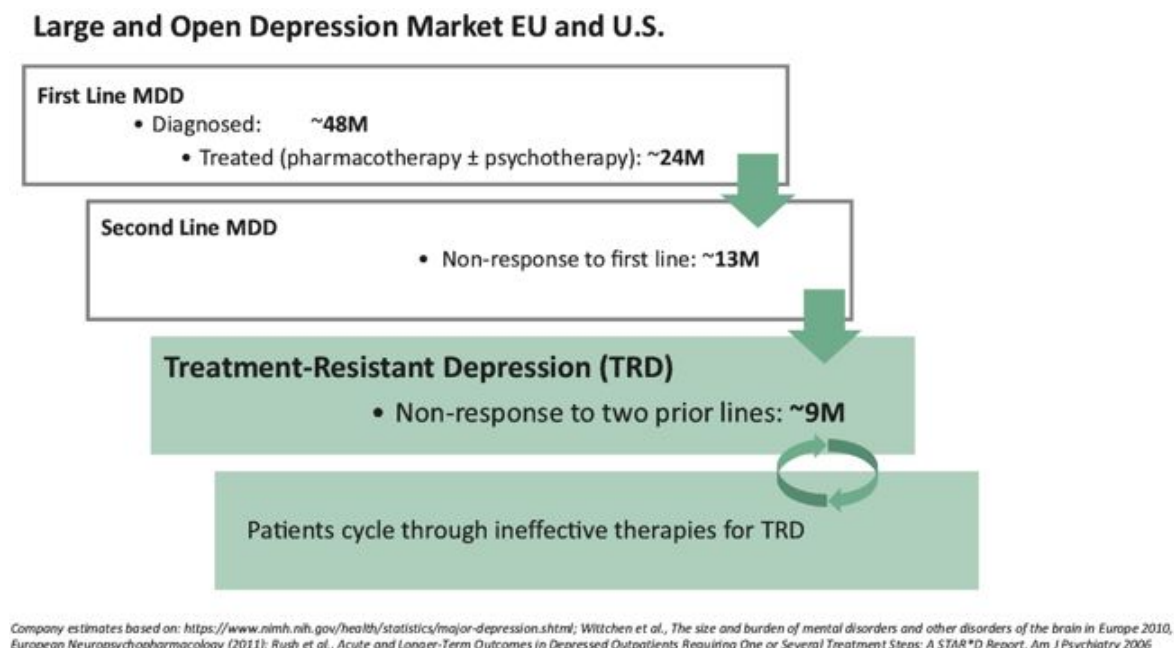 Large and Open Depression Market EU and U.S.
First Line MDD
• Diagnosed: ~48M
• Treated (pharmacotherapy ± psychotherapy): ~24M
Second Line MDD
• Non-response to first line: ~13M
Treatment-Resistant Depression (TRD)
• Non-response to two prior lines: ~9M
Patients cycle through ineffective therapies for TRD
Company estimates based on: https://www.nimh.nih.gov/health/statistics/major-depression.shtml; Wittchen et al., The size and burden of mental disorders and other disorders of the brain in Europe 2010,
European Neuropsychopharmacology (2011); Rush et al., Acute and Longer-Term Outcomes in Depressed Outpatients Requiring One or Several Treatment Steps: A STAR*D Report, Am J Psychiatry 2006